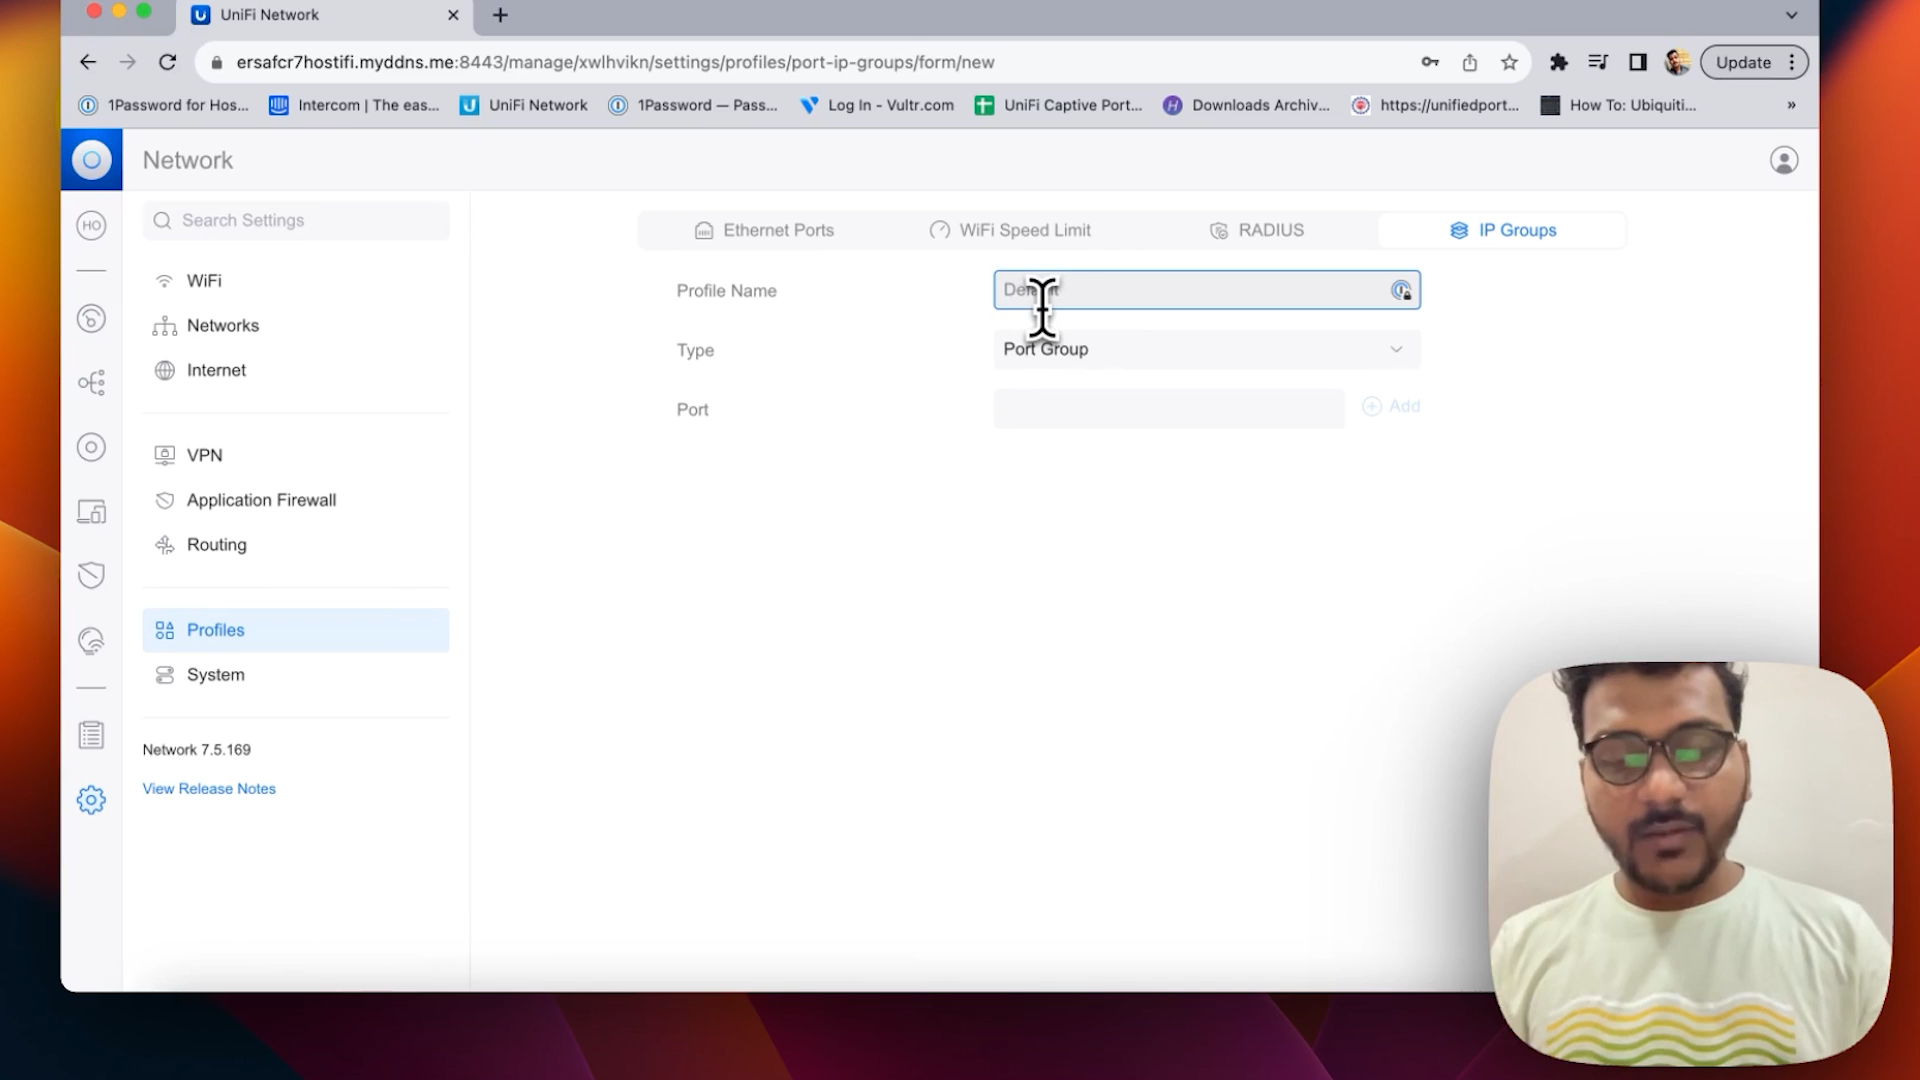 UniFi Network
ersafcr7hostifi.myddns.me:8443/manage/xwlhvikn/settings/profiles/port-ip-groups/form/new
Update
1Password for Hos...
Intercom | The eas...
UniFi Network
1Password — Pass...
Log In - Vultr.com
UniFi Captive Port...
Downloads Archiv...
https://unifiedport...
How To: Ubiquiti...
»
Network
HO
Search Settings
WiFi
Networks
Internet
VPN
Application Firewall
Routing
Profiles
System
Network 7.5.169
View Release Notes
Ethernet Ports
WiFi Speed Limit
RADIUS
IP Groups
Profile Name
Default
Type
Port Group
Port
Add